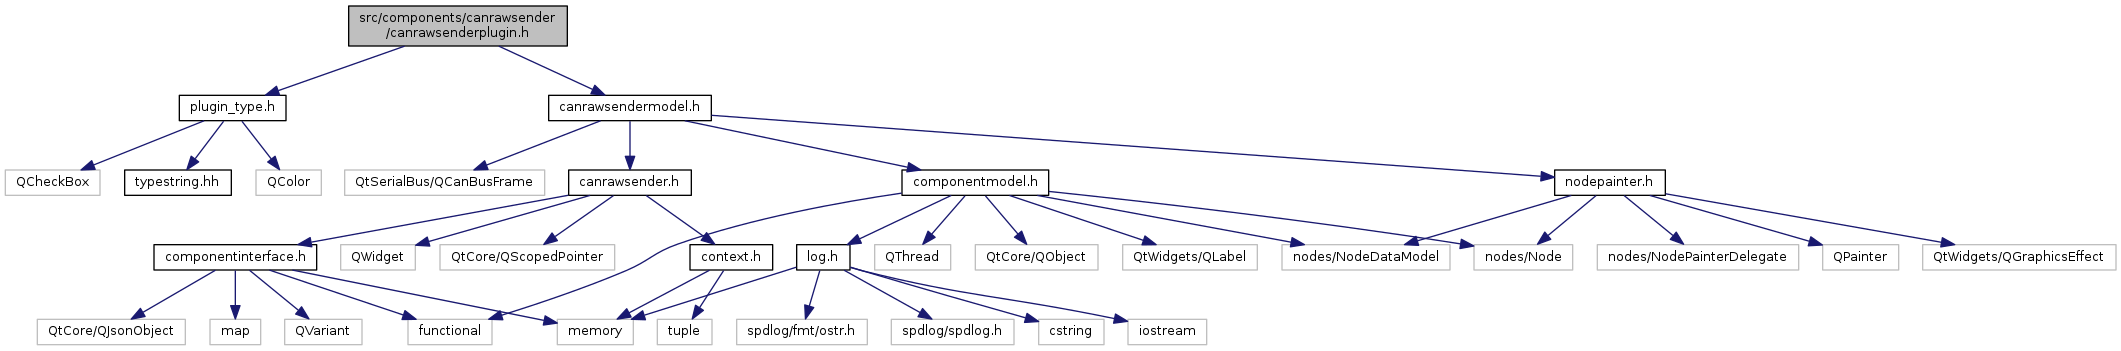 src/components/canrawsender
/canrawsenderplugin.h
plugin_type.h
canrawsendermodel.h
QCheckBox
typestring.hh
QColor
QtSerialBus/QCanBusFrame
canrawsender.h
componentmodel.h
nodepainter.h
componentinterface.h
QWidget
QtCore/QScopedPointer
context.h
log.h
QThread
QtCore/QObject
QtWidgets/QLabel
nodes/NodeDataModel
nodes/Node
nodes/NodePainterDelegate
QPainter
QtWidgets/QGraphicsEffect
QtCore/QJsonObject
map
QVariant
functional
memory
tuple
spdlog/fmt/ostr.h
spdlog/spdlog.h
cstring
iostream